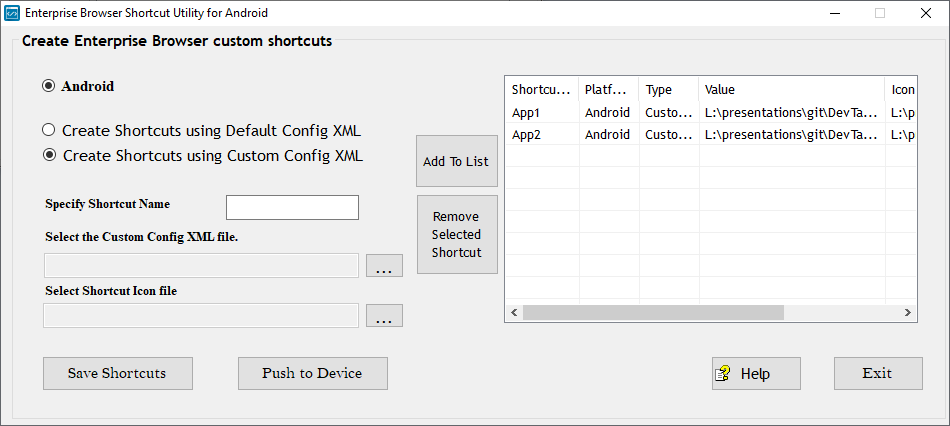 Enterprise Browser Shortcut Utility for Android
Create Enterprise Browser custom shortcuts
Android
Create Shortcuts using Default Config XML
Create Shortcuts using Custom Config XML
Specify Shortcut Name
Select the Custom Config XML file.
...
Select Shortcut Icon file
...
Add To List
Remove
Selected
Shortcut
Shortcu... Platf... Type Value Icon
App1 Android Custo... L:\presentations\git\DevTa... L:\p
App2 Android Custo... L:\presentations\git\DevTa... L:\p
Save Shortcuts
Push to Device
Help
Exit